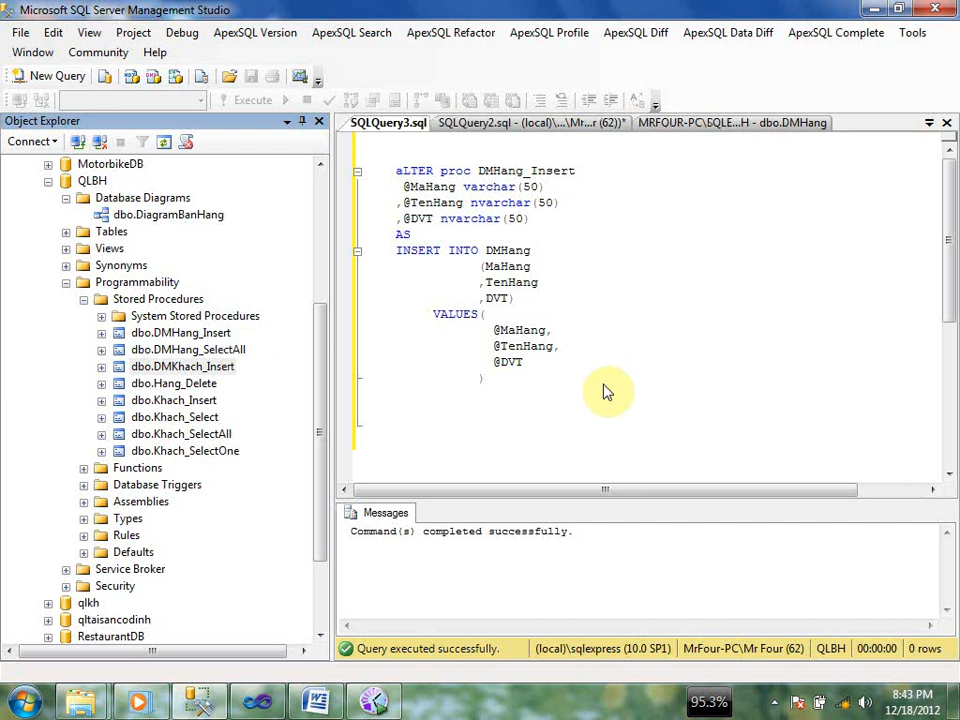 Microsoft SQL Server Management Studio
File Edit View Project Debug ApexSQL Version ApexSQL Search ApexSQL Refactor ApexSQL Profile ApexSQL Diff ApexSQL Data Diff ApexSQL Complete Tools
Window Community Help
New Query
Execute
Object Explorer
SQLQuery3.sql SQLQuery2.sql - (local)\...\Mr...r (62))* MRFOUR-PC\SQLE...H - dbo.DMHang
Connect
MotorbikeDB
QLBH
Database Diagrams
dbo.DiagramBanHang
Tables
Views
Synonyms
Programmability
Stored Procedures
System Stored Procedures
dbo.DMHang_Insert
dbo.DMHang_SelectAll
dbo.DMKhach_Insert
dbo.Hang_Delete
dbo.Khach_Insert
dbo.Khach_Select
dbo.Khach_SelectAll
dbo.Khach_SelectOne
Functions
Database Triggers
Assemblies
Types
Rules
Defaults
Service Broker
Security
qlkh
qltaisancodinh
RestaurantDB
aLTER proc DMHang_Insert
@MaHang varchar(50)
,@TenHang nvarchar(50)
,@DVT nvarchar(50)
AS
INSERT INTO DMHang
(MaHang
,TenHang
,DVT)
VALUES(
@MaHang,
@TenHang,
@DVT
)
Messages
Command(s) completed successfully.
Query executed successfully. (local)\sqlexpress (10.0 SP1) MrFour-PC\Mr Four (62) QLBH 00:00:00 0 rows
95.3%
8:43 PM
12/18/2012